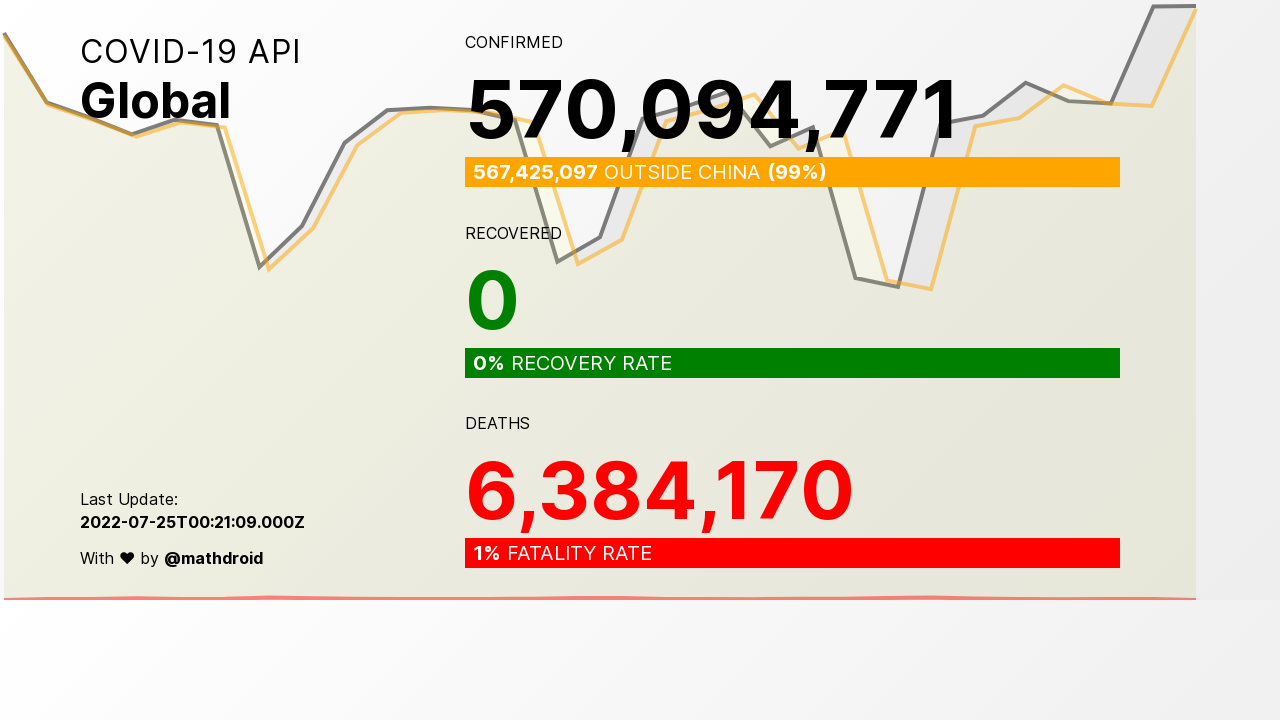 COVID-19 API
Global
CONFIRMED
570,094,771
567,425,097 OUTSIDE CHINA (99%)
RECOVERED
0
0% RECOVERY RATE
DEATHS
6,384,170
1% FATALITY RATE
Last Update:
2022-07-25T00:21:09.000Z
With ❤ by @mathdroid